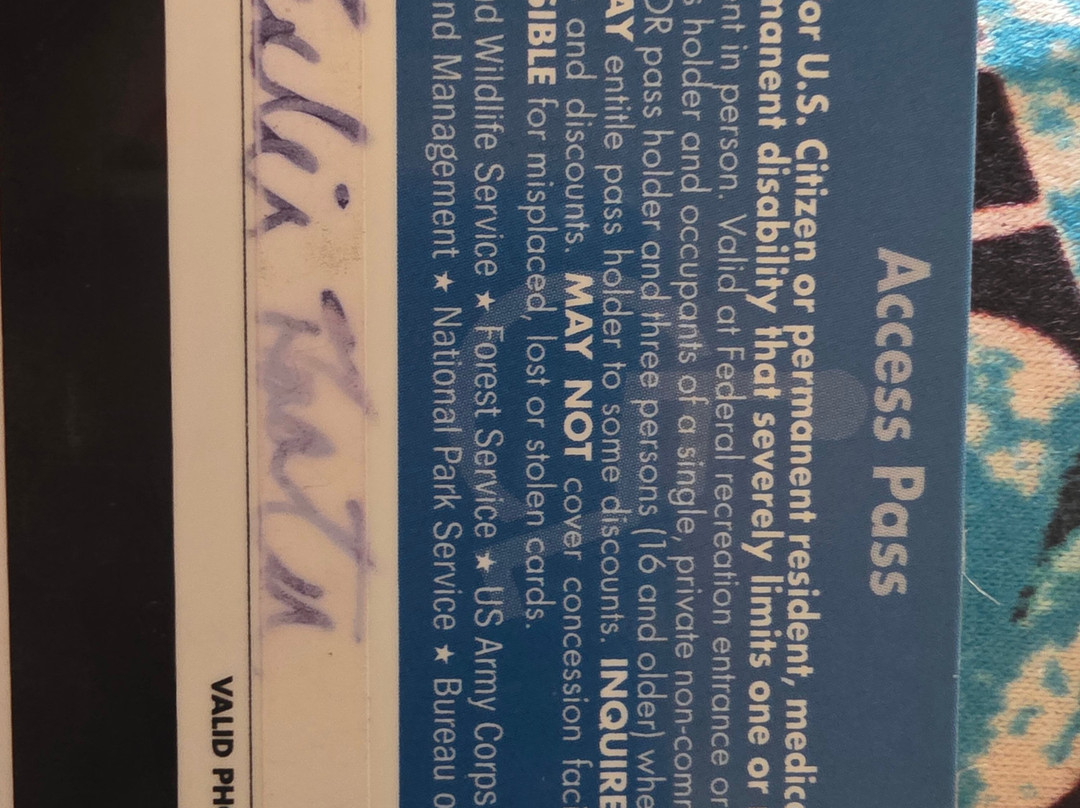 Access Pass
or U.S. Citizen or permanent resident, medic
manent disability that severely limits one or
nt in person. Valid at Federal recreation entrance or
s holder and occupants of a single, private non-comm
OR pass holder and three persons (16 and older) whe
AY entitle pass holder to some discounts. INQUIRE
and discounts. MAY NOT cover concession faci
SIBLE for misplaced, lost or stolen cards.
d Wildlife Service ★ Forest Service ★ US Army Corps
nd Management ★ National Park Service ★ Bureau o
VALID PHO